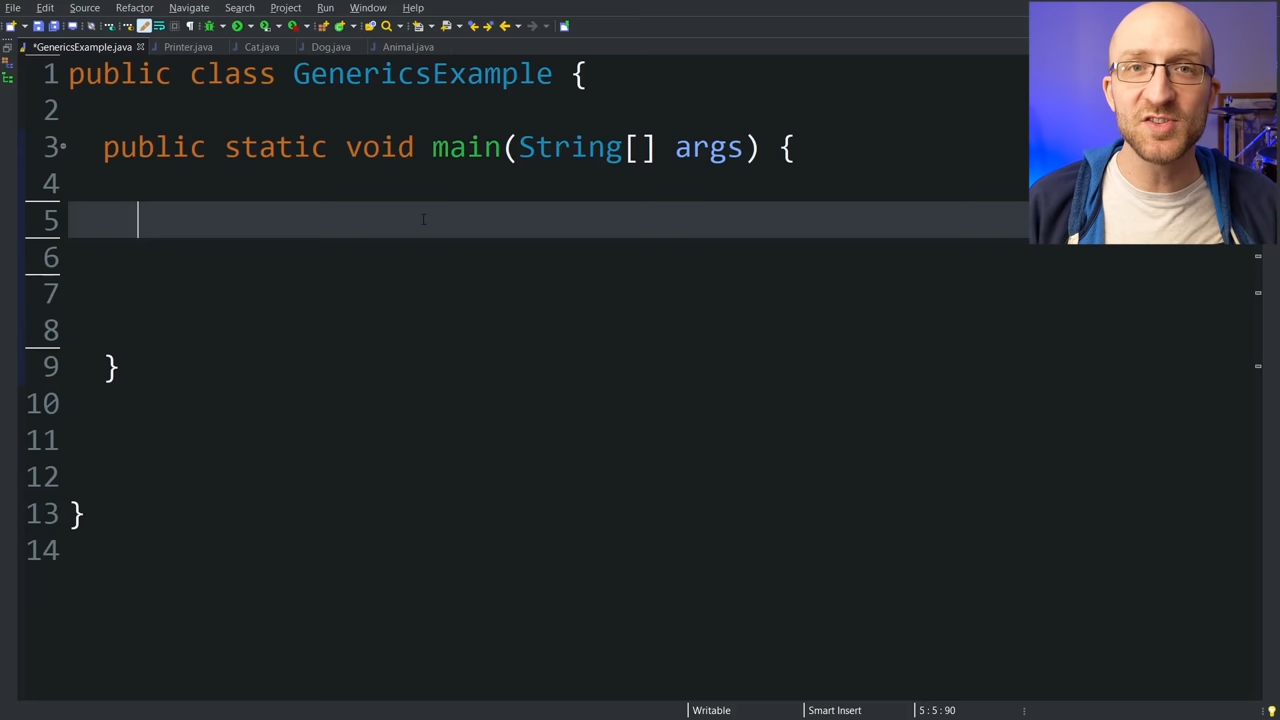 File Edit Source Refactor Navigate Search Project Run Window Help
*GenericsExample.java Printer.java Cat.java Dog.java Animal.java
1 public class GenericsExample {
2
3 public static void main(String[] args) {
4
5
6
7
8
9 }
10
11
12
13 }
14
Writable Smart Insert 5 : 5 : 90